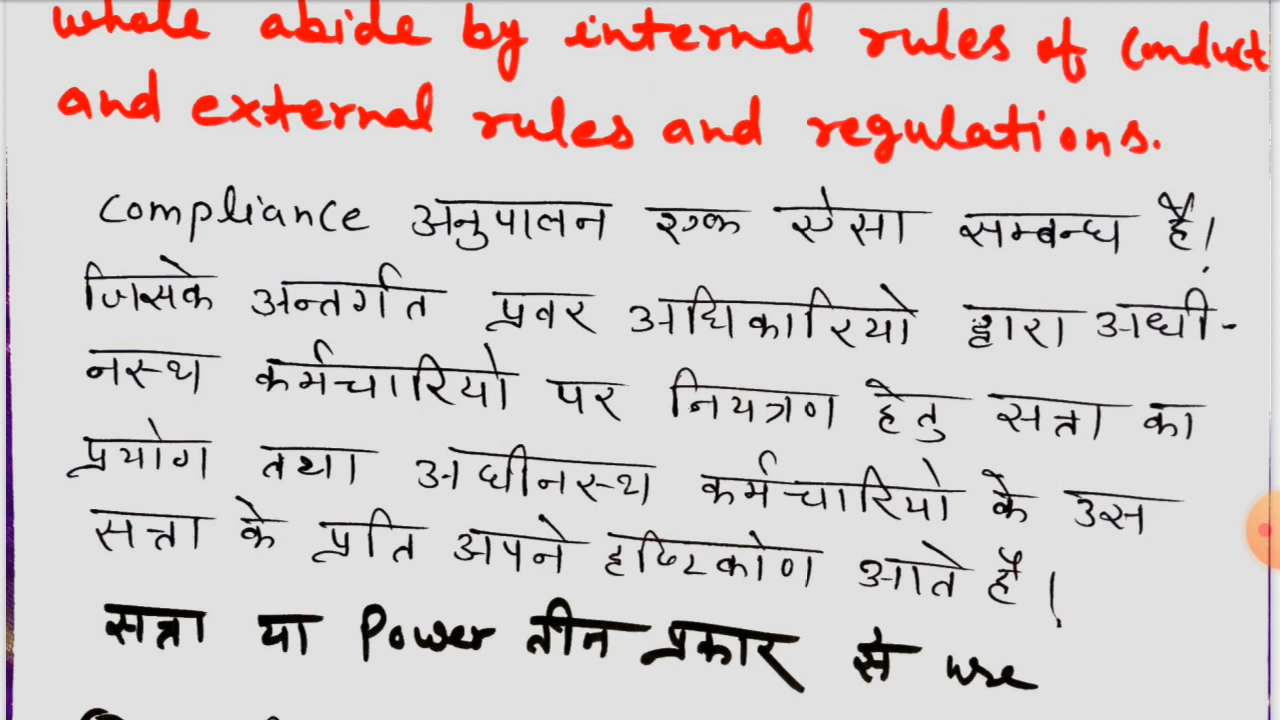 whole abide by internal rules of conduct
and external rules and regulations.
compliance अनुपालन एक ऐसा सम्बन्ध है।
जिसके अन्तर्गत प्रवर अधिकारियो द्वारा अधी-
नस्थ कर्मचारियो पर नियत्रण हेतु सत्ता का
प्रयोग तथा अधीनस्थ कर्मचारियो के उस
सत्ता के प्रति अपने दृष्टिकोण आते है।
सत्ता या Power तीन प्रकार से use